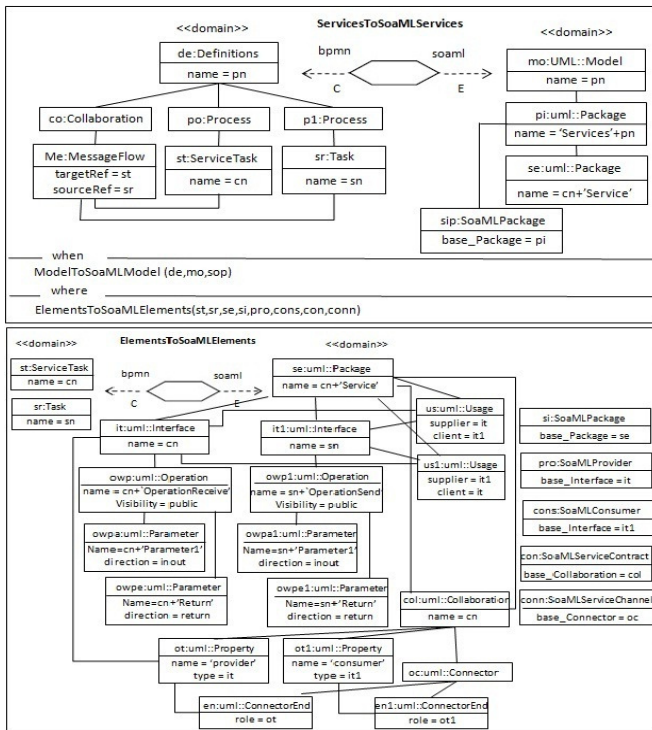 <<domain>>
ServicesToSoaMLServices
<<domain>>
de:Definitions
name = pn
bpmn
soaml
C
E
mo:UML::Model
name = pn
co:Collaboration
po:Process
p1:Process
pi:uml::Package
name = 'Services'+pn
Me:MessageFlow
targetRef = st
sourceRef = sr
st:ServiceTask
name = cn
sr:Task
name = sn
se:uml::Package
name = cn+'Service'
sip:SoaMLPackage
base_Package = pi
when
ModelToSoaMLModel (de,mo,sop)
where
ElementsToSoaMLElements(st,sr,se,si,pro,cons,con,conn)
<<domain>>
ElementsToSoaMLElements
<<domain>>
st:ServiceTask
name = cn
bpmn
soaml
C
E
se:uml::Package
name = cn+'Service'
sr:Task
name = sn
us:uml::Usage
supplier = it
client = it1
si:SoaMLPackage
base_Package = se
it:uml::Interface
name = cn
it1:uml::Interface
name = sn
us1:uml::Usage
supplier = it1
client = it
pro:SoaMLProvider
base_Interface = it
owp:uml::Operation
name = cn+'OperationReceive'
Visibility = public
owp1:uml::Operation
name = sn+'OperationSend'
Visibility = public
cons:SoaMLConsumer
base_Interface = it1
owpa:uml::Parameter
Name=cn+'Parameter1'
direction = inout
owpa1:uml::Parameter
Name=sn+'Parameter1'
direction = inout
con:SoaMLServiceContract
base_Collaboration = col
owpe:uml::Parameter
Name=cn+'Return'
direction = return
owpe1:uml::Parameter
Name=sn+'Return'
direction = return
col:uml::Collaboration
name = cn
conn:SoaMLServiceChannel
base_Connector = oc
ot:uml::Property
name = 'provider'
type = it
ot1:uml::Property
name = 'consumer'
type = it1
oc:uml::Connector
en:uml::ConnectorEnd
role = ot
en1:uml::ConnectorEnd
role = ot1